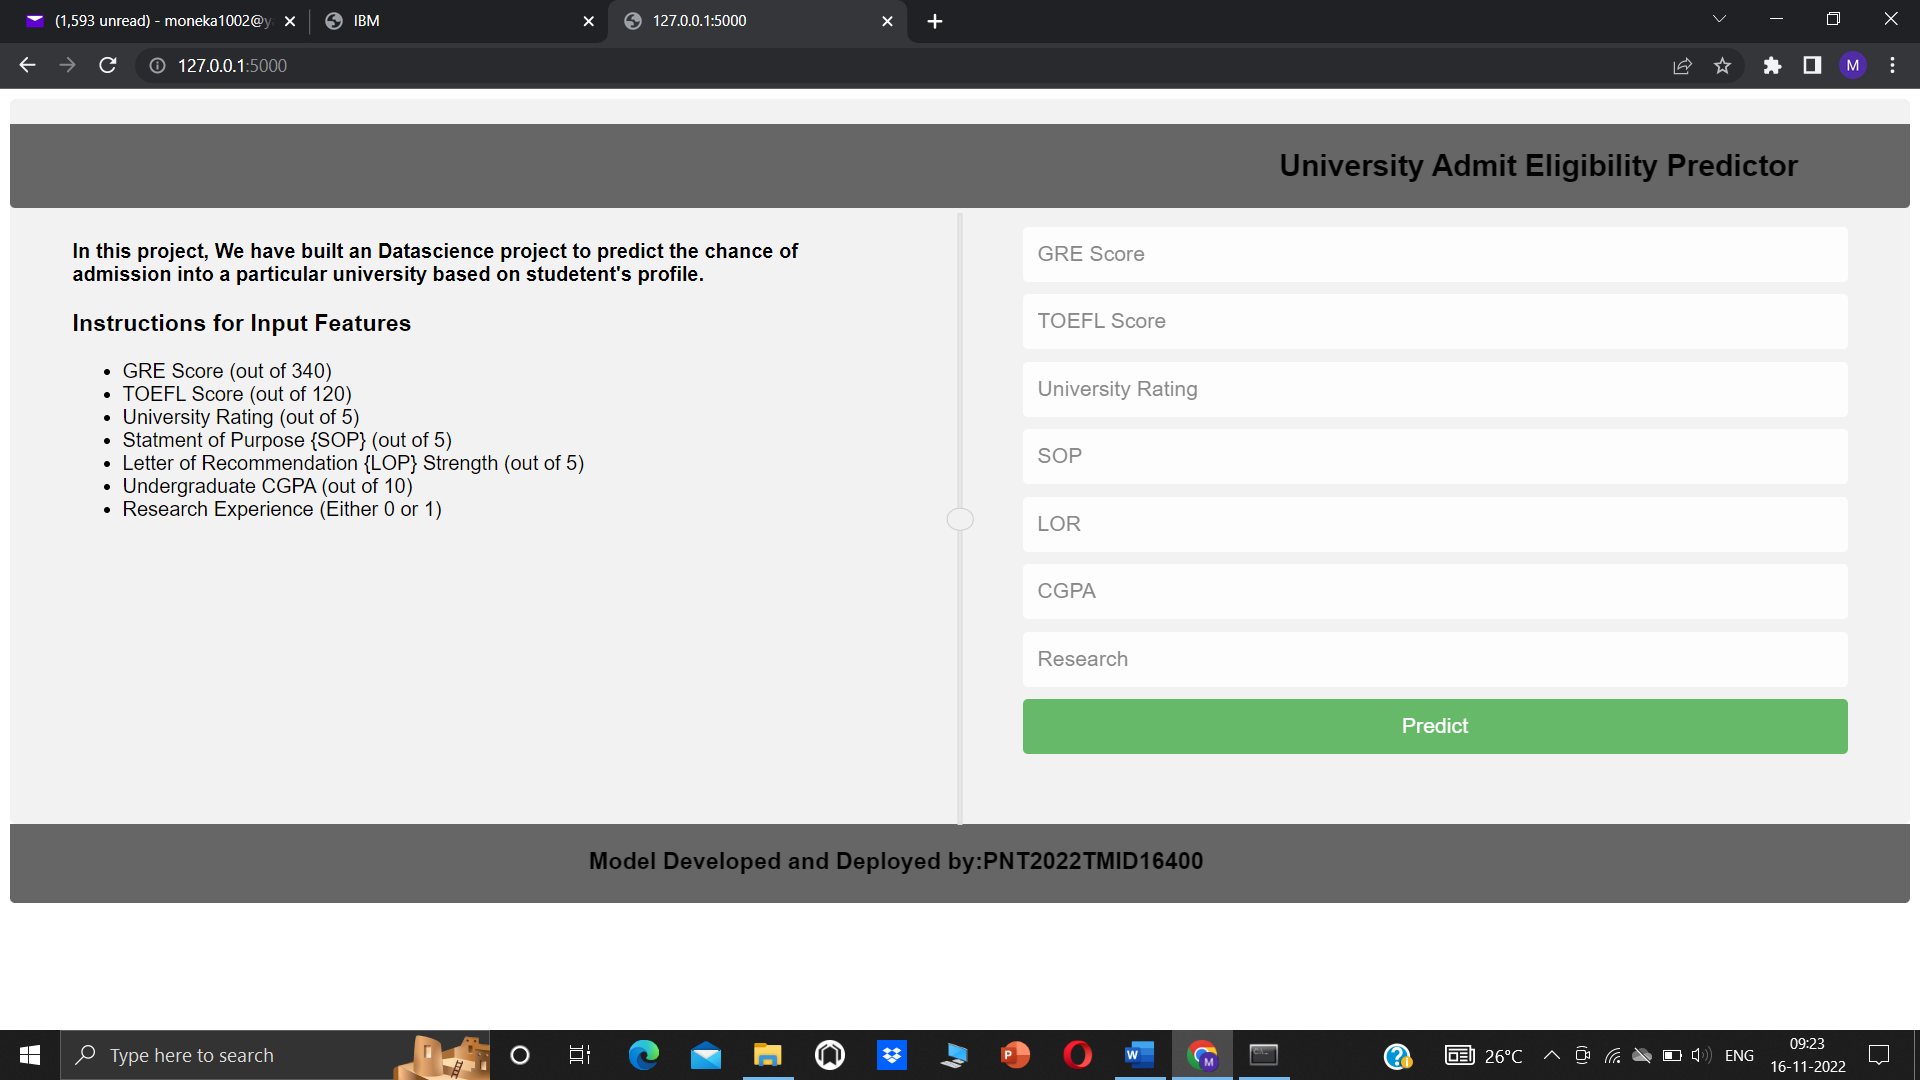 (1,593 unread) - moneka1002@y
IBM
127.0.0.1:5000
127.0.0.1:5000
M
University Admit Eligibility Predictor
In this project, We have built an Datascience project to predict the chance of
admission into a particular university based on studetent's profile.
Instructions for Input Features
GRE Score (out of 340)
TOEFL Score (out of 120)
University Rating (out of 5)
Statment of Purpose {SOP} (out of 5)
Letter of Recommendation {LOP} Strength (out of 5)
Undergraduate CGPA (out of 10)
Research Experience (Either 0 or 1)
GRE Score
TOEFL Score
University Rating
SOP
LOR
CGPA
Research
Predict
Model Developed and Deployed by:PNT2022TMID16400
Type here to search
26°C
ENG
09:23
16-11-2022